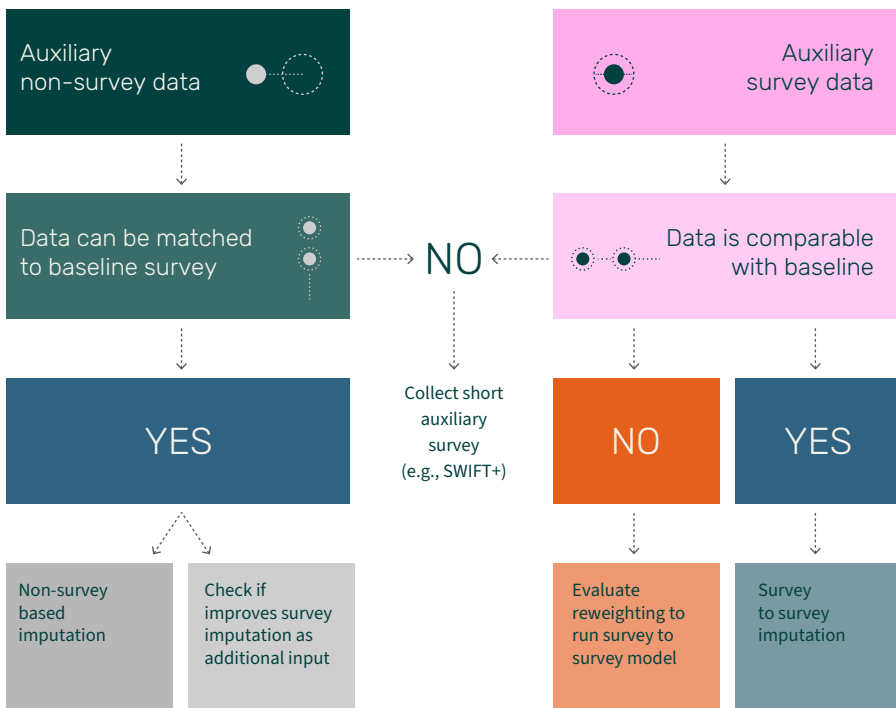 Auxiliary
non-survey data
Auxiliary
survey data
Data can be matched
to baseline survey
NO
Data is comparable
with baseline
YES
Collect short
auxiliary
survey
(e.g., SWIFT+)
NO
YES
Non-survey
based
imputation
Check if
improves survey
imputation as
additional input
Evaluate
reweighting to
run survey to
survey model
Survey
to survey
imputation